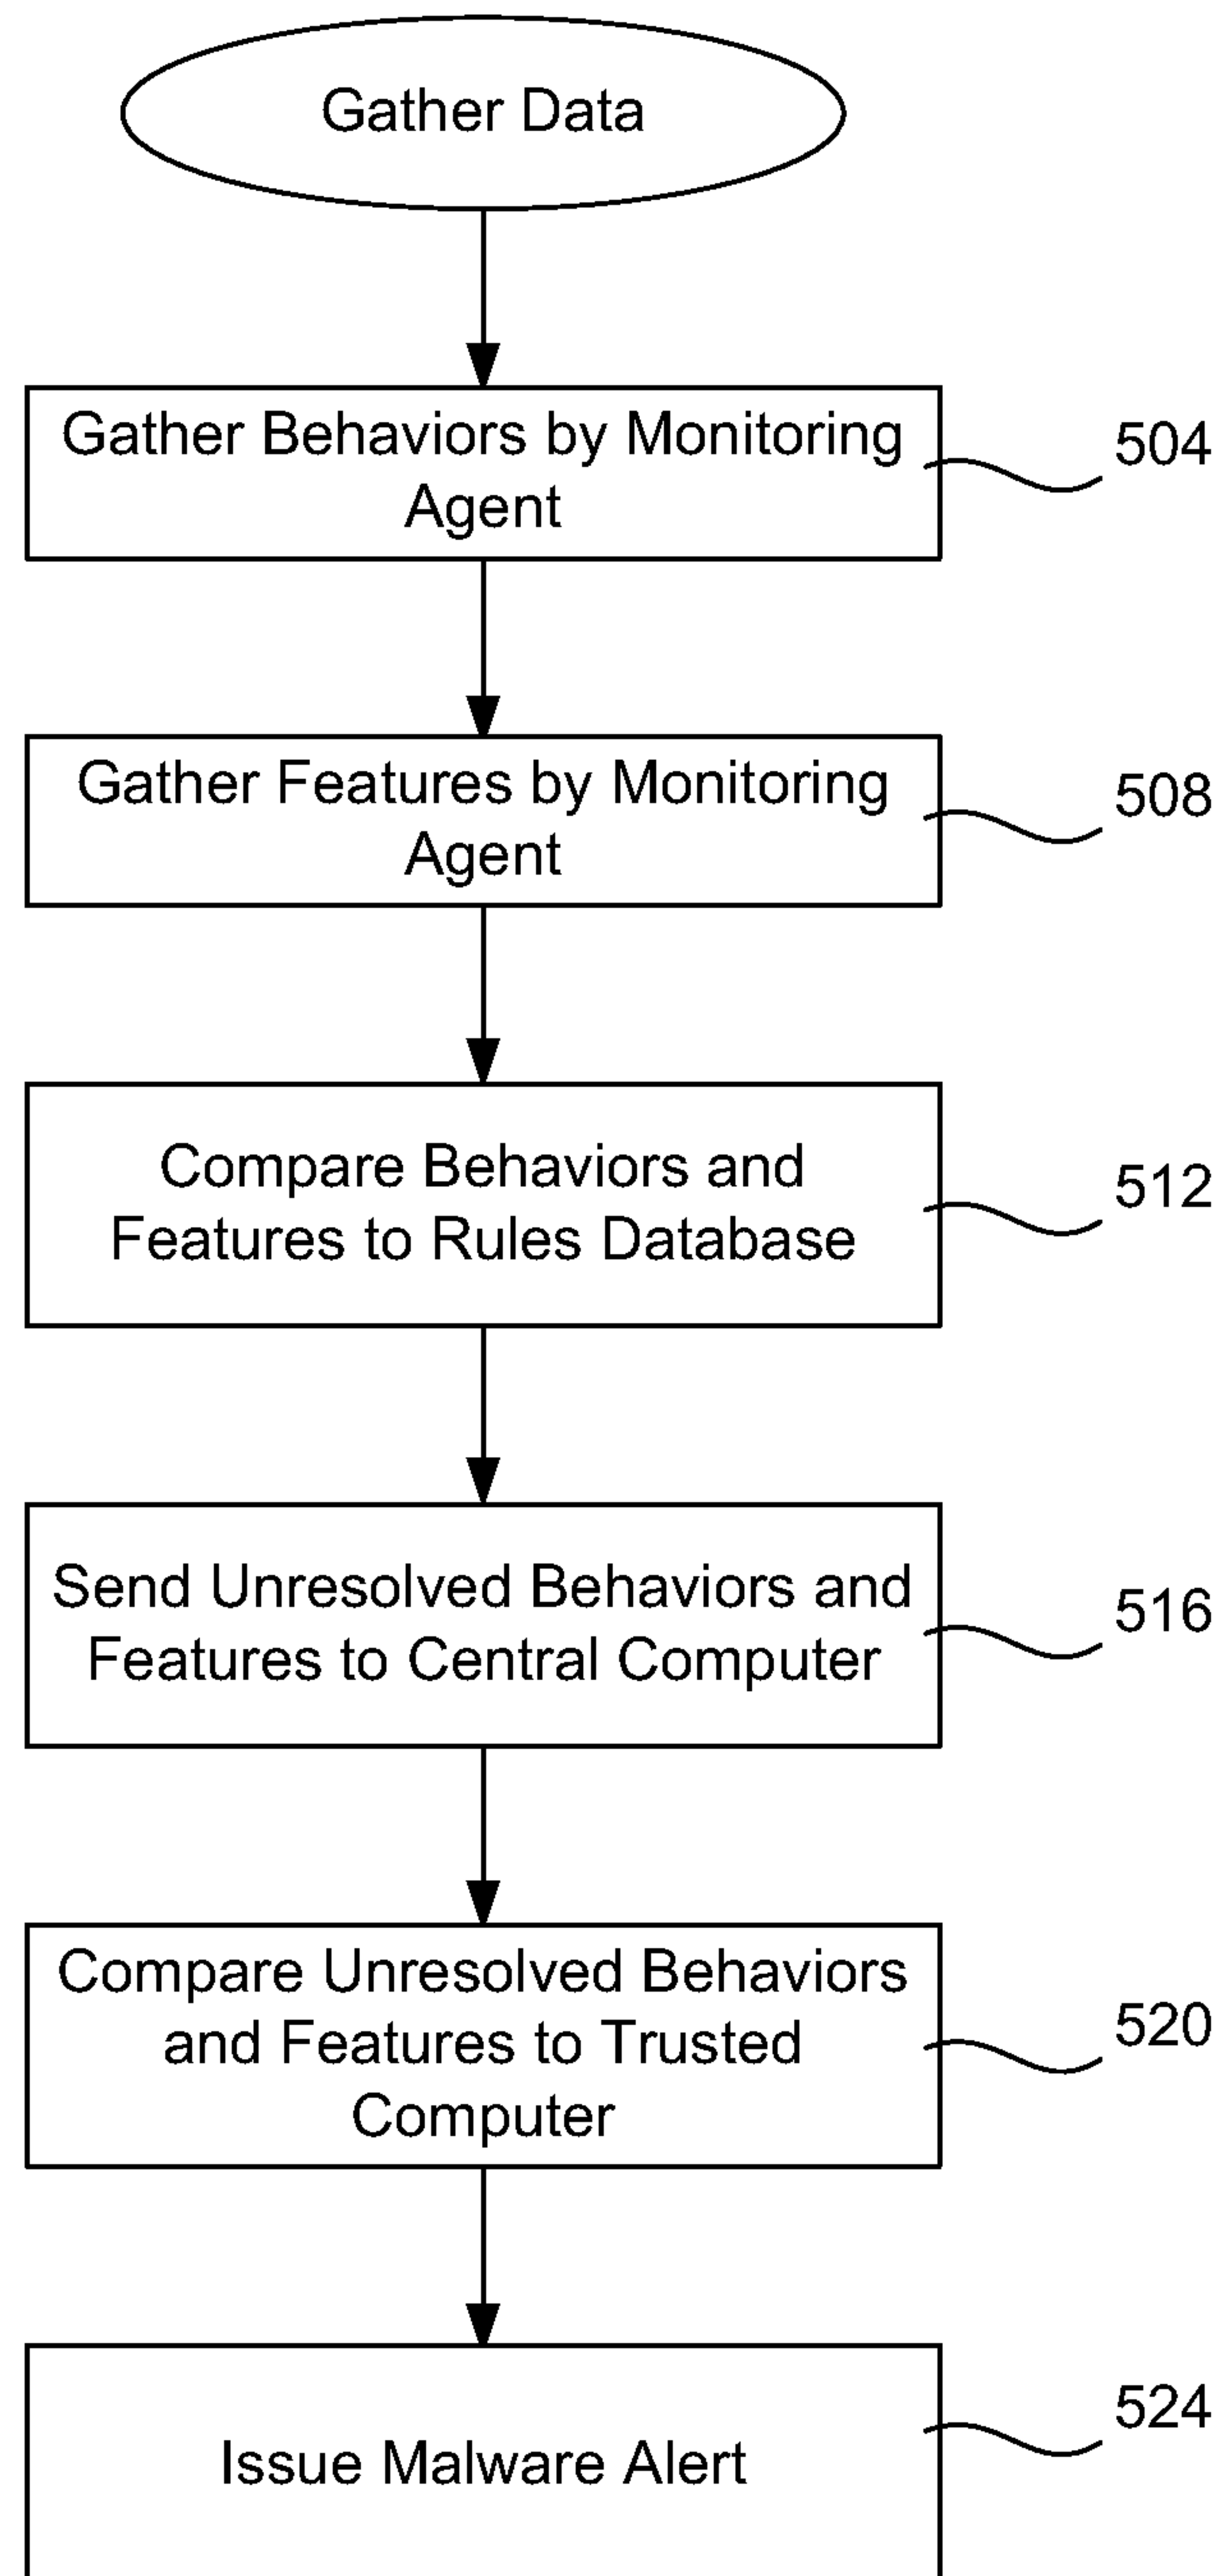 Gather Data
Gather Behaviors by Monitoring
Agent
504
Gather Features by Monitoring
Agent
508
Compare Behaviors and
Features to Rules Database
512
Send Unresolved Behaviors and
Features to Central Computer
516
Compare Unresolved Behaviors
and Features to Trusted
Computer
520
Issue Malware Alert
524